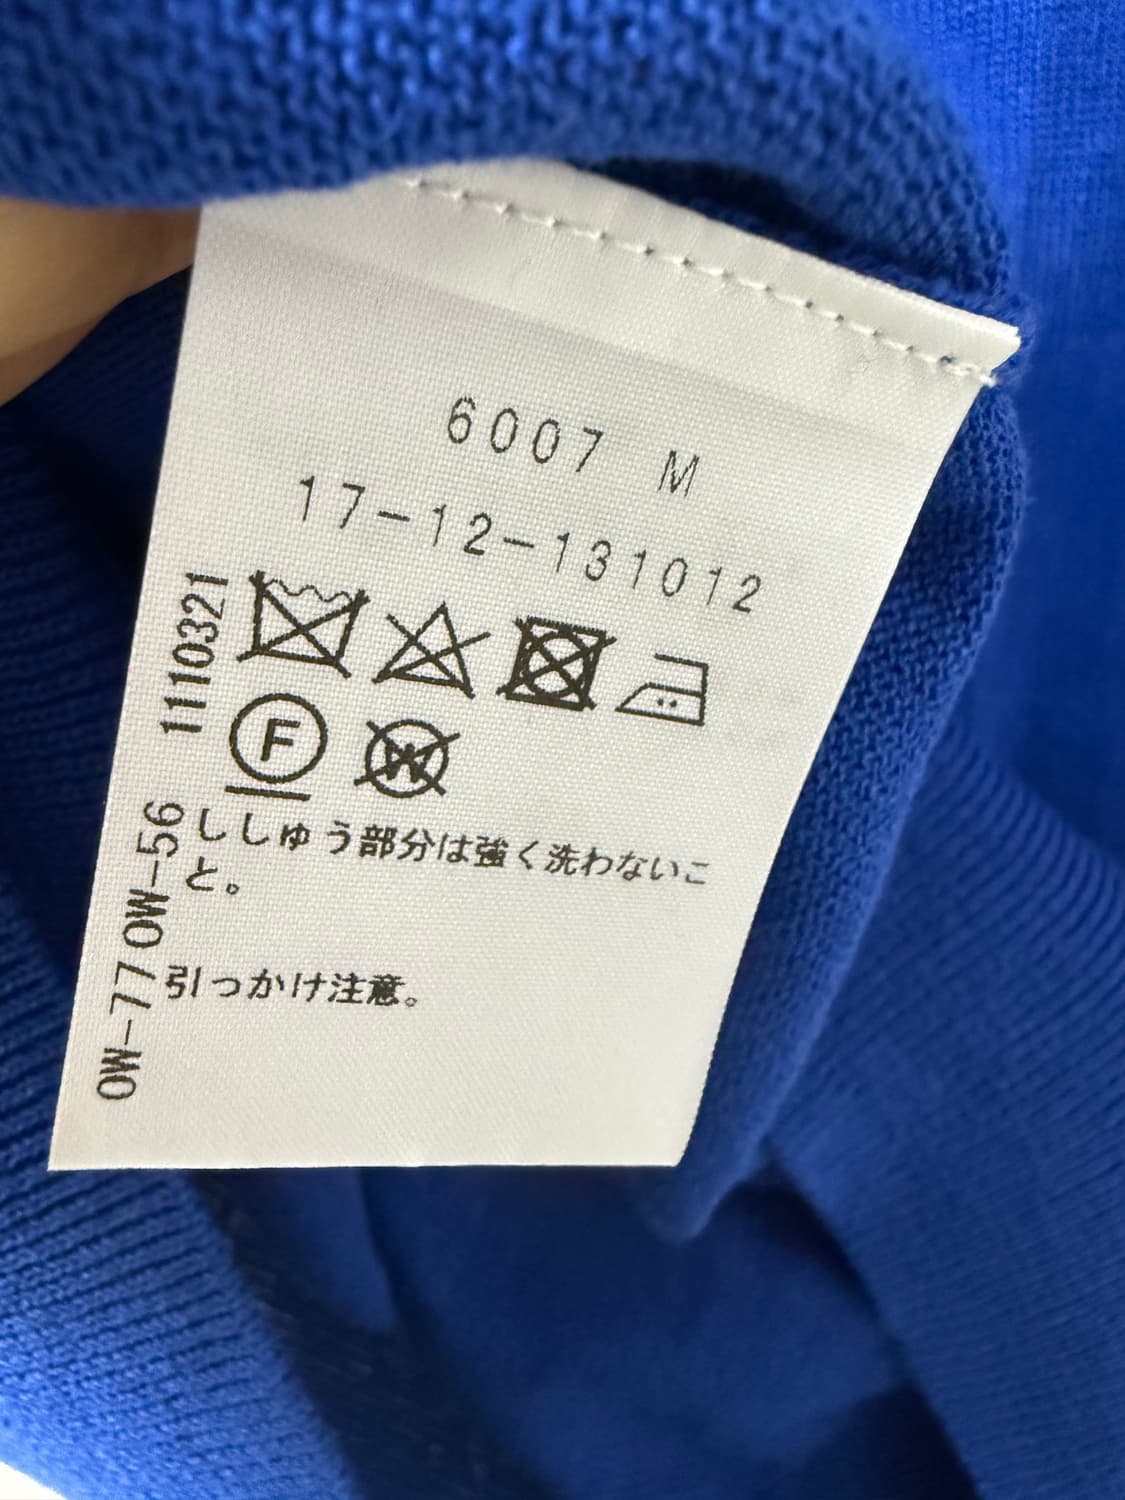 6007 M
17-12-131012
F
W
ししゅう部分は強く洗わないこ
と。
引っかけ注意。
1110321
OW-77 OW-56